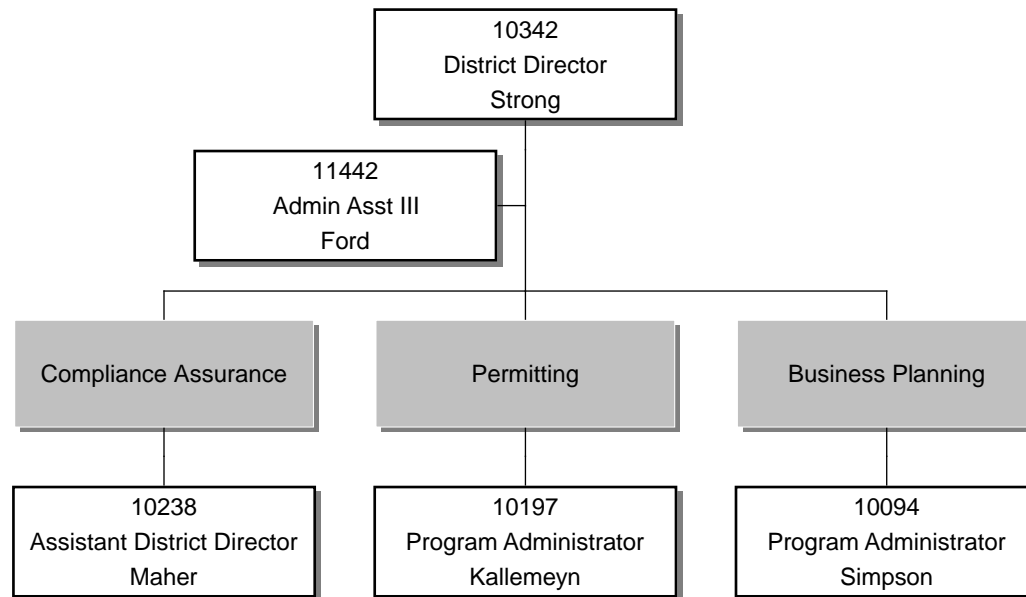 10342
District Director
Strong
11442
Admin Asst III
Ford
Compliance Assurance
Permitting
Business Planning
10238
Assistant District Director
Maher
10197
Program Administrator
Kallemeyn
10094
Program Administrator
Simpson